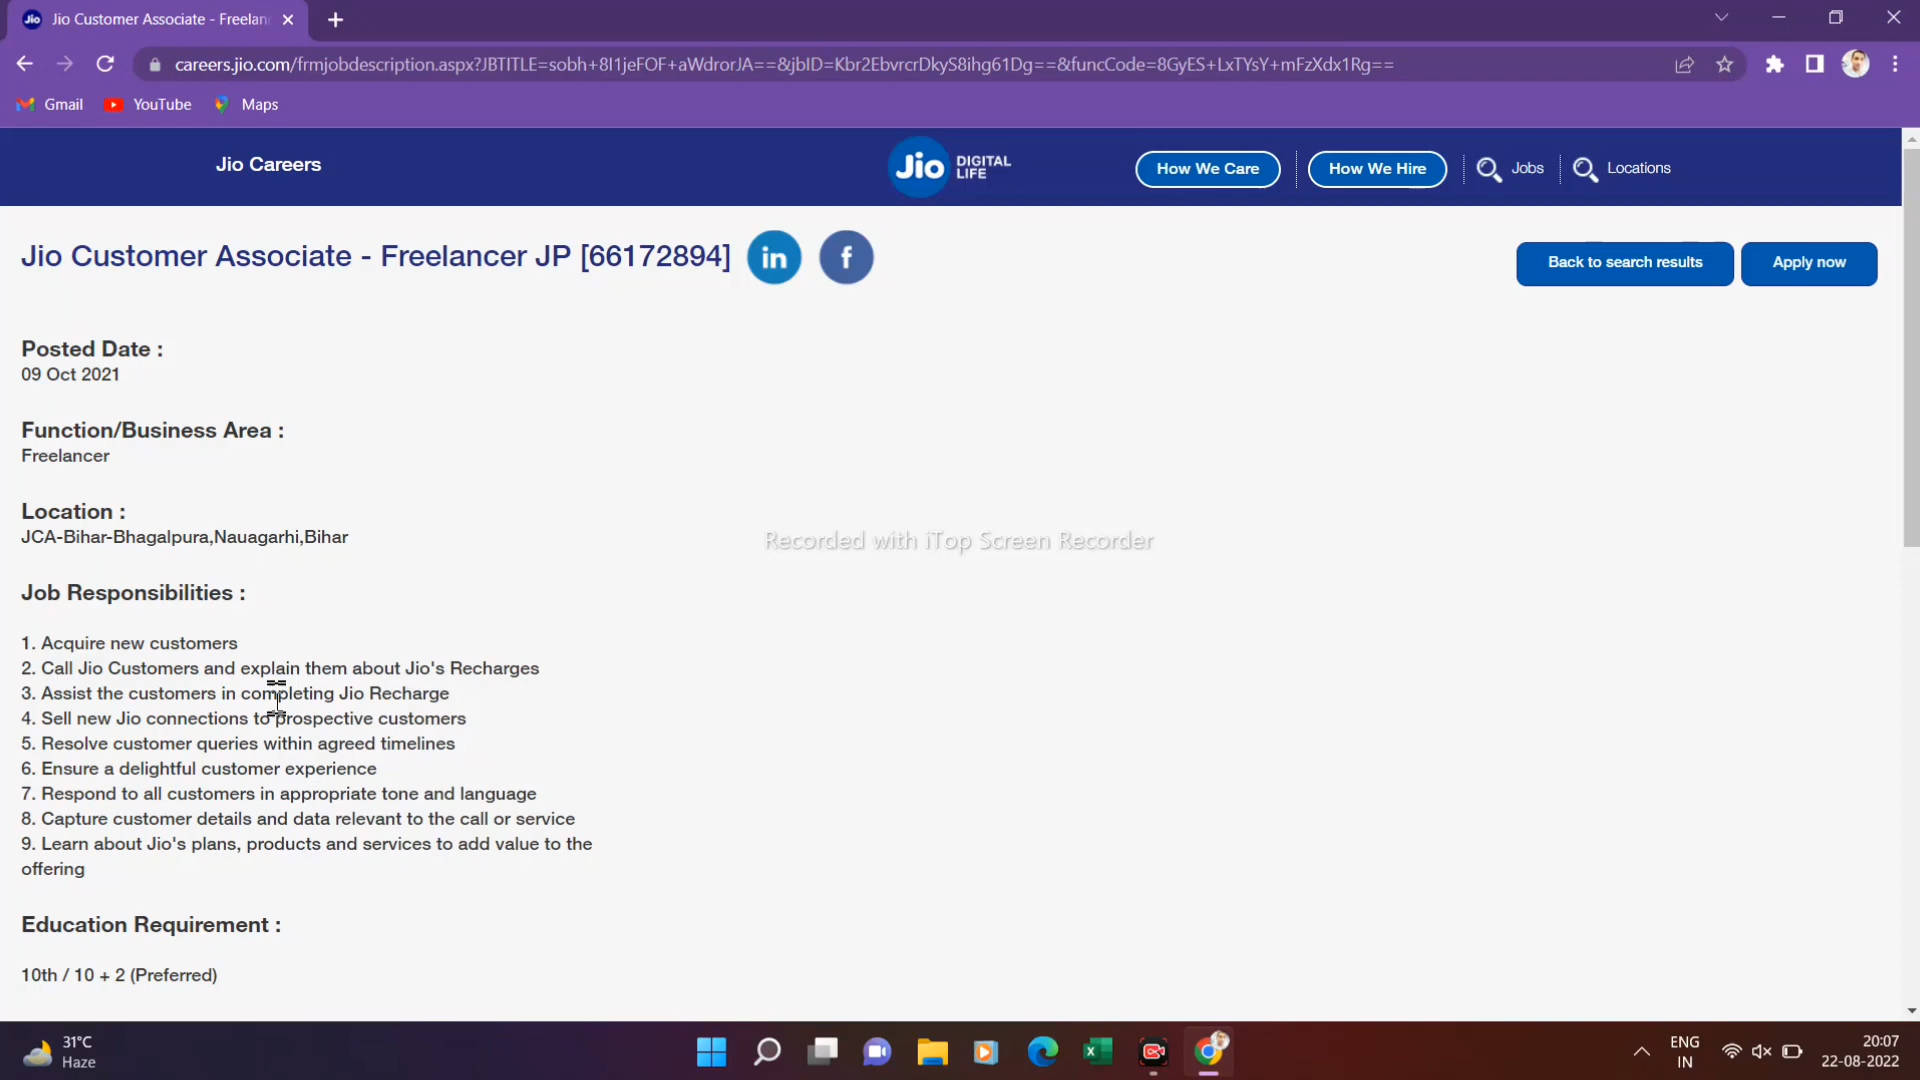 Jio Customer Associate - Freelan
careers.jio.com/frmjobdescription.aspx?JBTITLE=sobh+8I1jeFOF+aWdrorJA==&jbID=Kbr2EbvrcrDkyS8ihg61Dg==&funcCode=8GyES+LxTYsY+mFzXdx1Rg==
Gmail YouTube Maps
Jio Careers Jio DIGITAL LIFE How We Care How We Hire Jobs Locations
Jio Customer Associate - Freelancer JP [66172894] in f Back to search results Apply now
Posted Date :
09 Oct 2021
Function/Business Area :
Freelancer
Location :
JCA-Bihar-Bhagalpura,Nauagarhi,Bihar
Recorded with iTop Screen Recorder
Job Responsibilities :
1. Acquire new customers
2. Call Jio Customers and explain them about Jio's Recharges
3. Assist the customers in completing Jio Recharge
4. Sell new Jio connections to prospective customers
5. Resolve customer queries within agreed timelines
6. Ensure a delightful customer experience
7. Respond to all customers in appropriate tone and language
8. Capture customer details and data relevant to the call or service
9. Learn about Jio's plans, products and services to add value to the
offering
Education Requirement :
10th / 10 + 2 (Preferred)
31°C
Haze
ENG
IN
20:07
22-08-2022